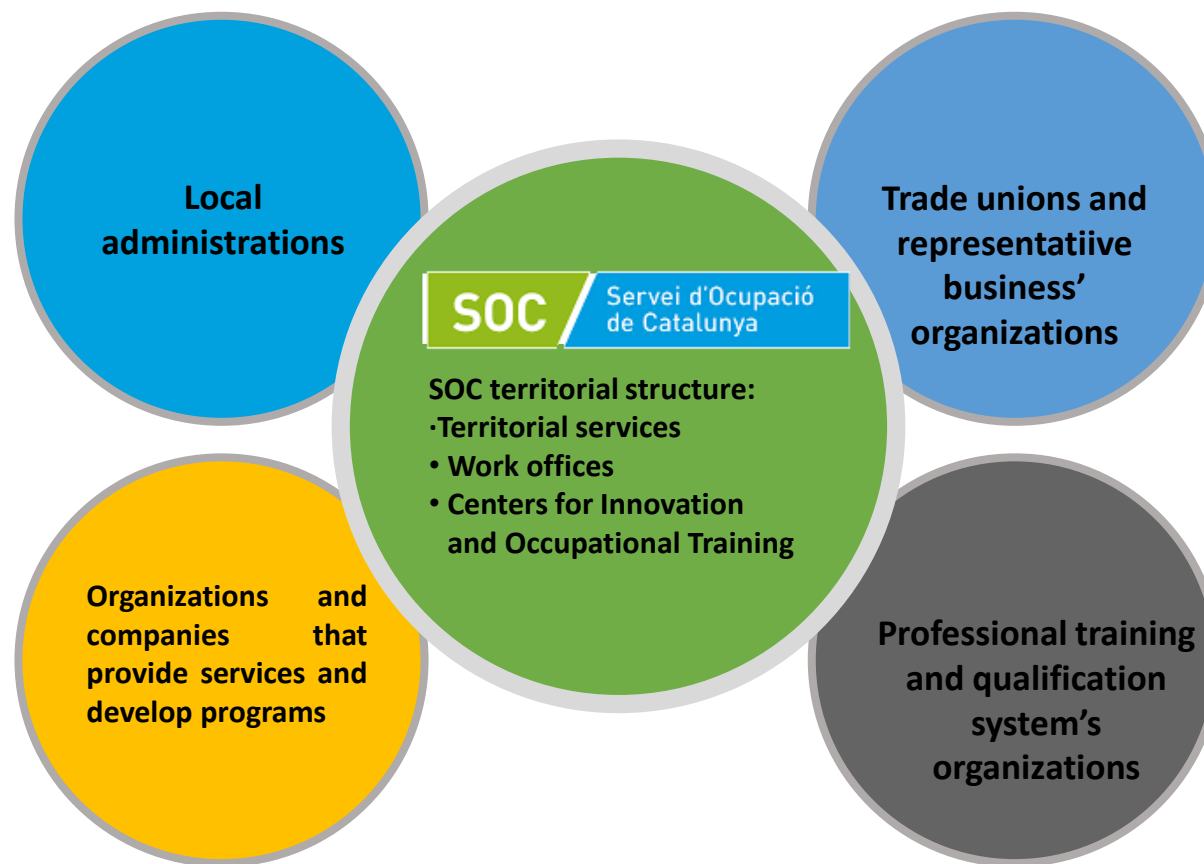 Local
administrations
Trade unions and
representatiive
business’
organizations
SOC
Servei d'Ocupació
de Catalunya
SOC territorial structure:
·Territorial services
• Work offices
• Centers for Innovation
and Occupational Training
Organizations and
companies that
provide services and
develop programs
Professional training
and qualification
system’s
organizations